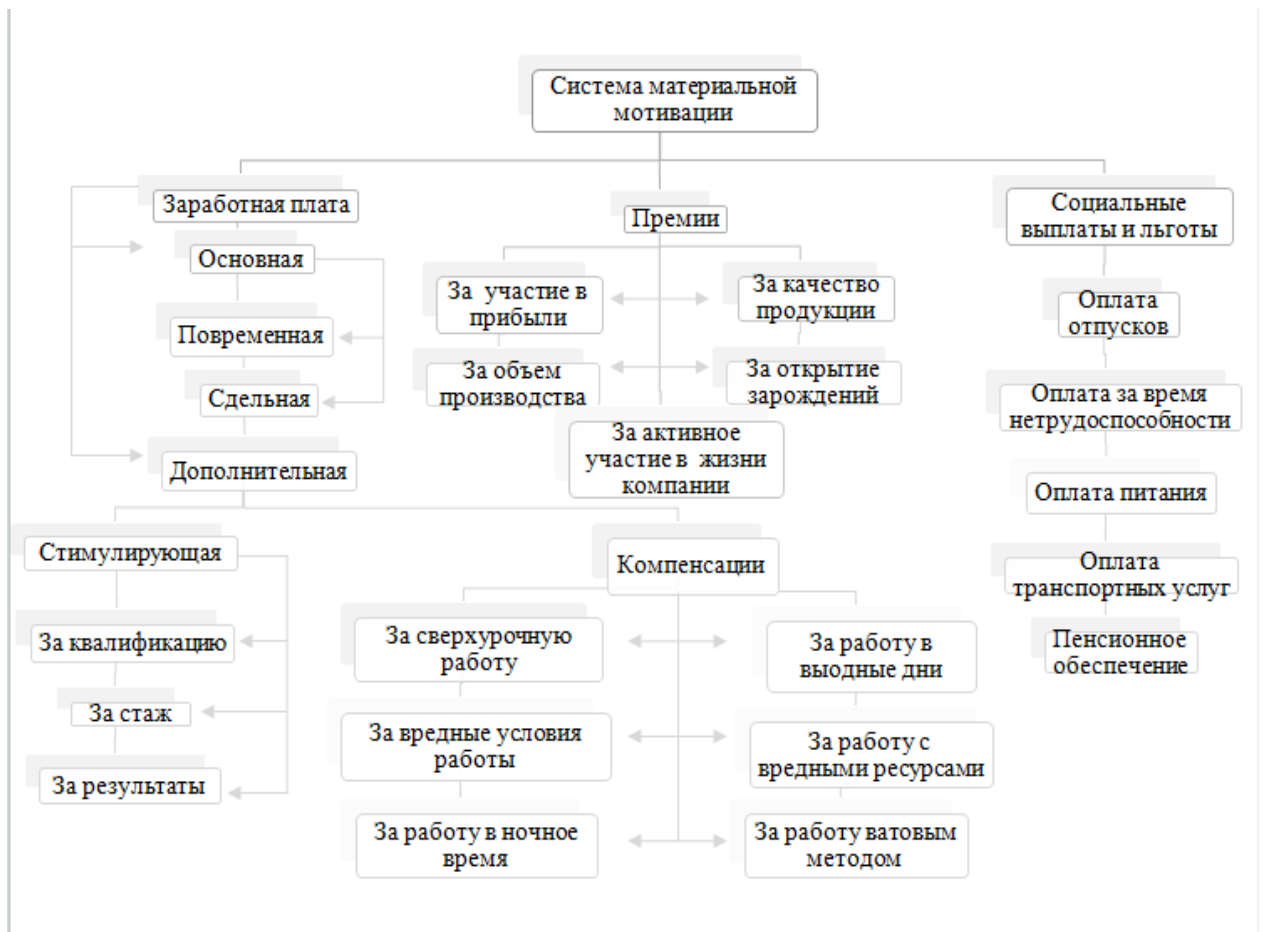 Система материальной
мотивации
Заработная плата
Основная
Повременная
Сдельная
Дополнительная
Стимулирующая
За квалификацию
За стаж
За результаты
Компенсации
За сверхурочную
работу
За вредные условия
работы
За работу в ночное
время
За работу в
выодные дни
За работу с
вредными ресурсами
За работу ватовым
методом
Премии
За участие в
прибыли
За объем
производства
За качество
продукции
За открытие
зарождений
За активное
участие в жизни
компании
Социальные
выплаты и льготы
Оплата
отпусков
Оплата за время
нетрудоспособности
Оплата питания
Оплата
транспортных услуг
Пенсионное
обеспечение